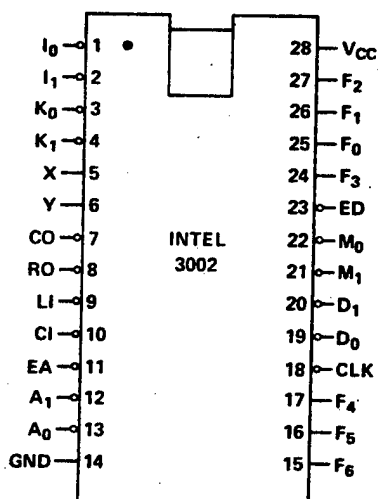 I₀ 1 28 VCC
I₁ 2 27 F₂
K₀ 3 26 F₁
K₁ 4 25 F₀
X 5 24 F₃
Y 6 23 ED
CO 7 INTEL 22 M₀
RO 8 3002 21 M₁
LI 9 20 D₁
CI 10 19 D₀
EA 11 18 CLK
A₁ 12 17 F₄
A₀ 13 16 F₅
GND 14 15 F₆